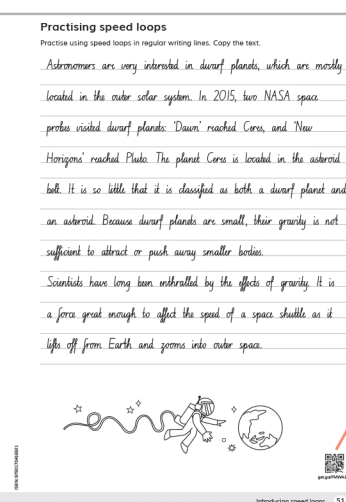 Practising speed loops
Practise using speed loops in regular writing lines. Copy the text.
Astronomers are very interested in dwarf planets, which are mostly
located in the outer solar system. In 2015, two NASA space
probes visited dwarf planets: 'Dawn' reached Ceres, and 'New
Horizons' reached Pluto. The planet Ceres is located in the asteroid
belt. It is so little that it is classified as both a dwarf planet and
an asteroid. Because dwarf planets are small, their gravity is not
sufficient to attract or push away smaller bodies.
Scientists have long been enthralled by the effects of gravity. It is
a force great enough to affect the speed of a space shuttle as it
lifts off from Earth and zooms into outer space.
Introducing speed loops 51